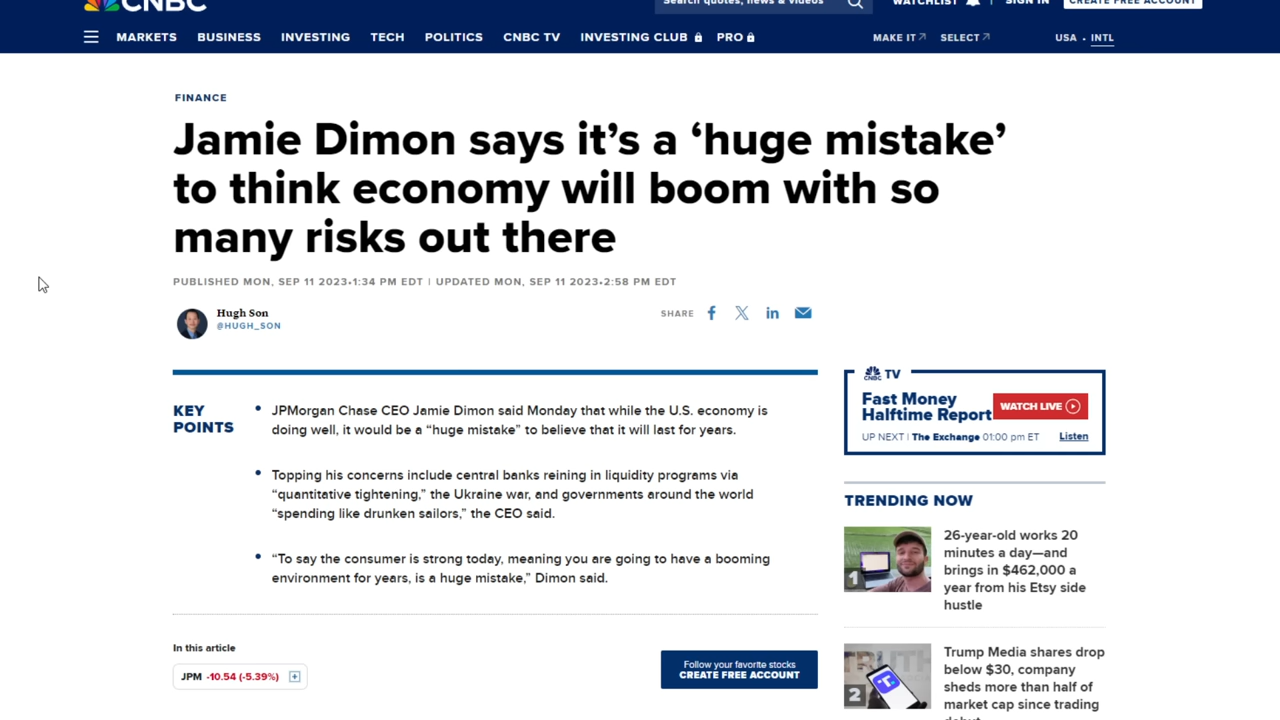 CNBC
Search quotes, news & videos
WATCHLIST
SIGN IN
CREATE FREE ACCOUNT
MARKETS BUSINESS INVESTING TECH POLITICS CNBC TV INVESTING CLUB PRO MAKE IT SELECT USA • INTL
FINANCE
Jamie Dimon says it’s a ‘huge mistake’
to think economy will boom with so
many risks out there
PUBLISHED MON, SEP 11 2023•1:34 PM EDT | UPDATED MON, SEP 11 2023•2:58 PM EDT
Hugh Son
@HUGH_SON
SHARE
KEY
POINTS
• JPMorgan Chase CEO Jamie Dimon said Monday that while the U.S. economy is
doing well, it would be a “huge mistake” to believe that it will last for years.
• Topping his concerns include central banks reining in liquidity programs via
“quantitative tightening,” the Ukraine war, and governments around the world
“spending like drunken sailors,” the CEO said.
• “To say the consumer is strong today, meaning you are going to have a booming
environment for years, is a huge mistake,” Dimon said.
In this article
JPM -10.54 (-5.39%)
Follow your favorite stocks
CREATE FREE ACCOUNT
CNBC TV
Fast Money
Halftime Report
WATCH LIVE
UP NEXT | The Exchange 01:00 pm ET
Listen
TRENDING NOW
1
26-year-old works 20
minutes a day—and
brings in $462,000 a
year from his Etsy side
hustle
2
Trump Media shares drop
below $30, company
sheds more than half of
market cap since trading